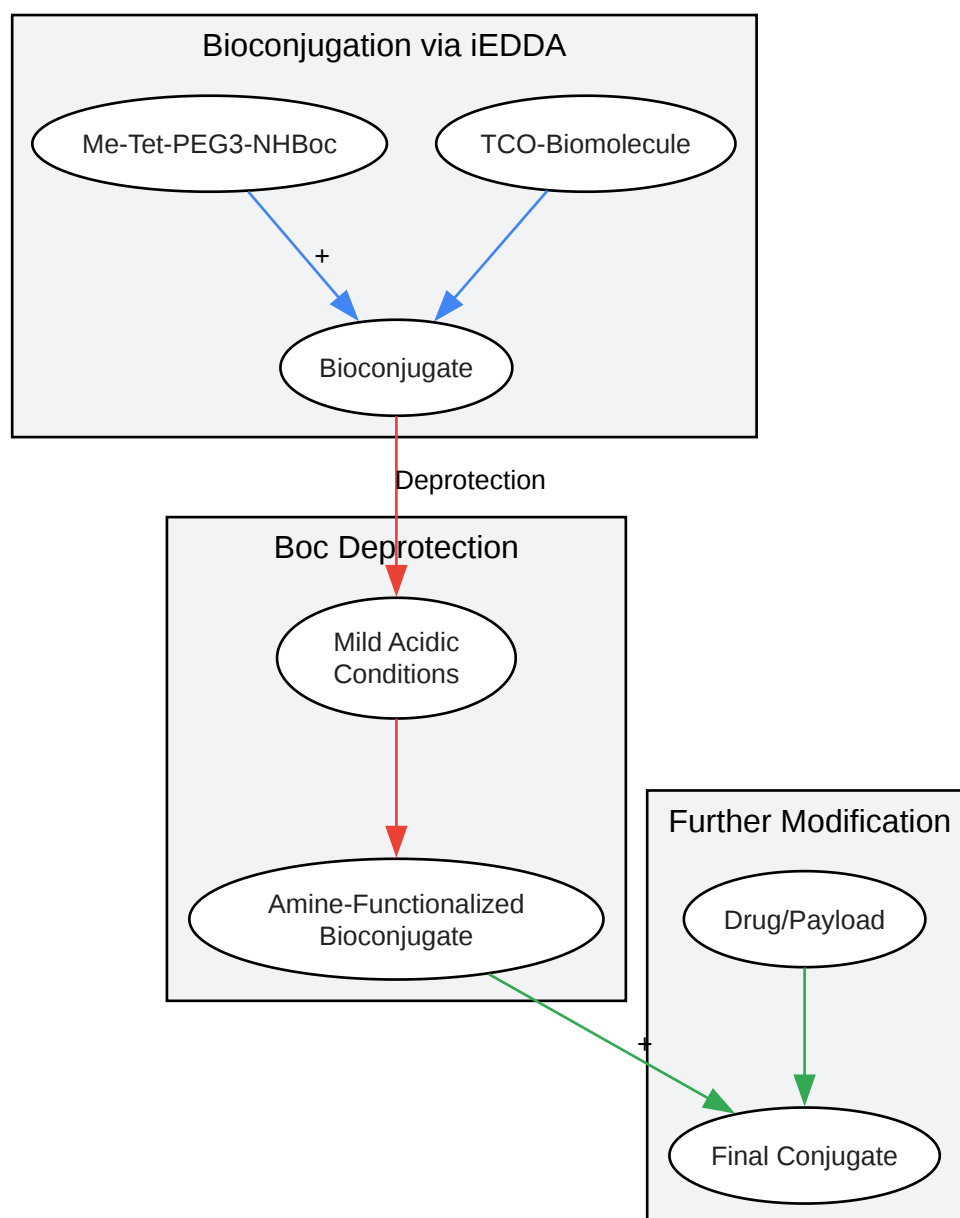 Bioconjugation via iEDDA
Me-Tet-PEG3-NHBoc
TCO-Biomolecule
+
Bioconjugate
Deprotection
Boc Deprotection
Mild Acidic
Conditions
Amine-Functionalized
Bioconjugate
Further Modification
Drug/Payload
+
Final Conjugate